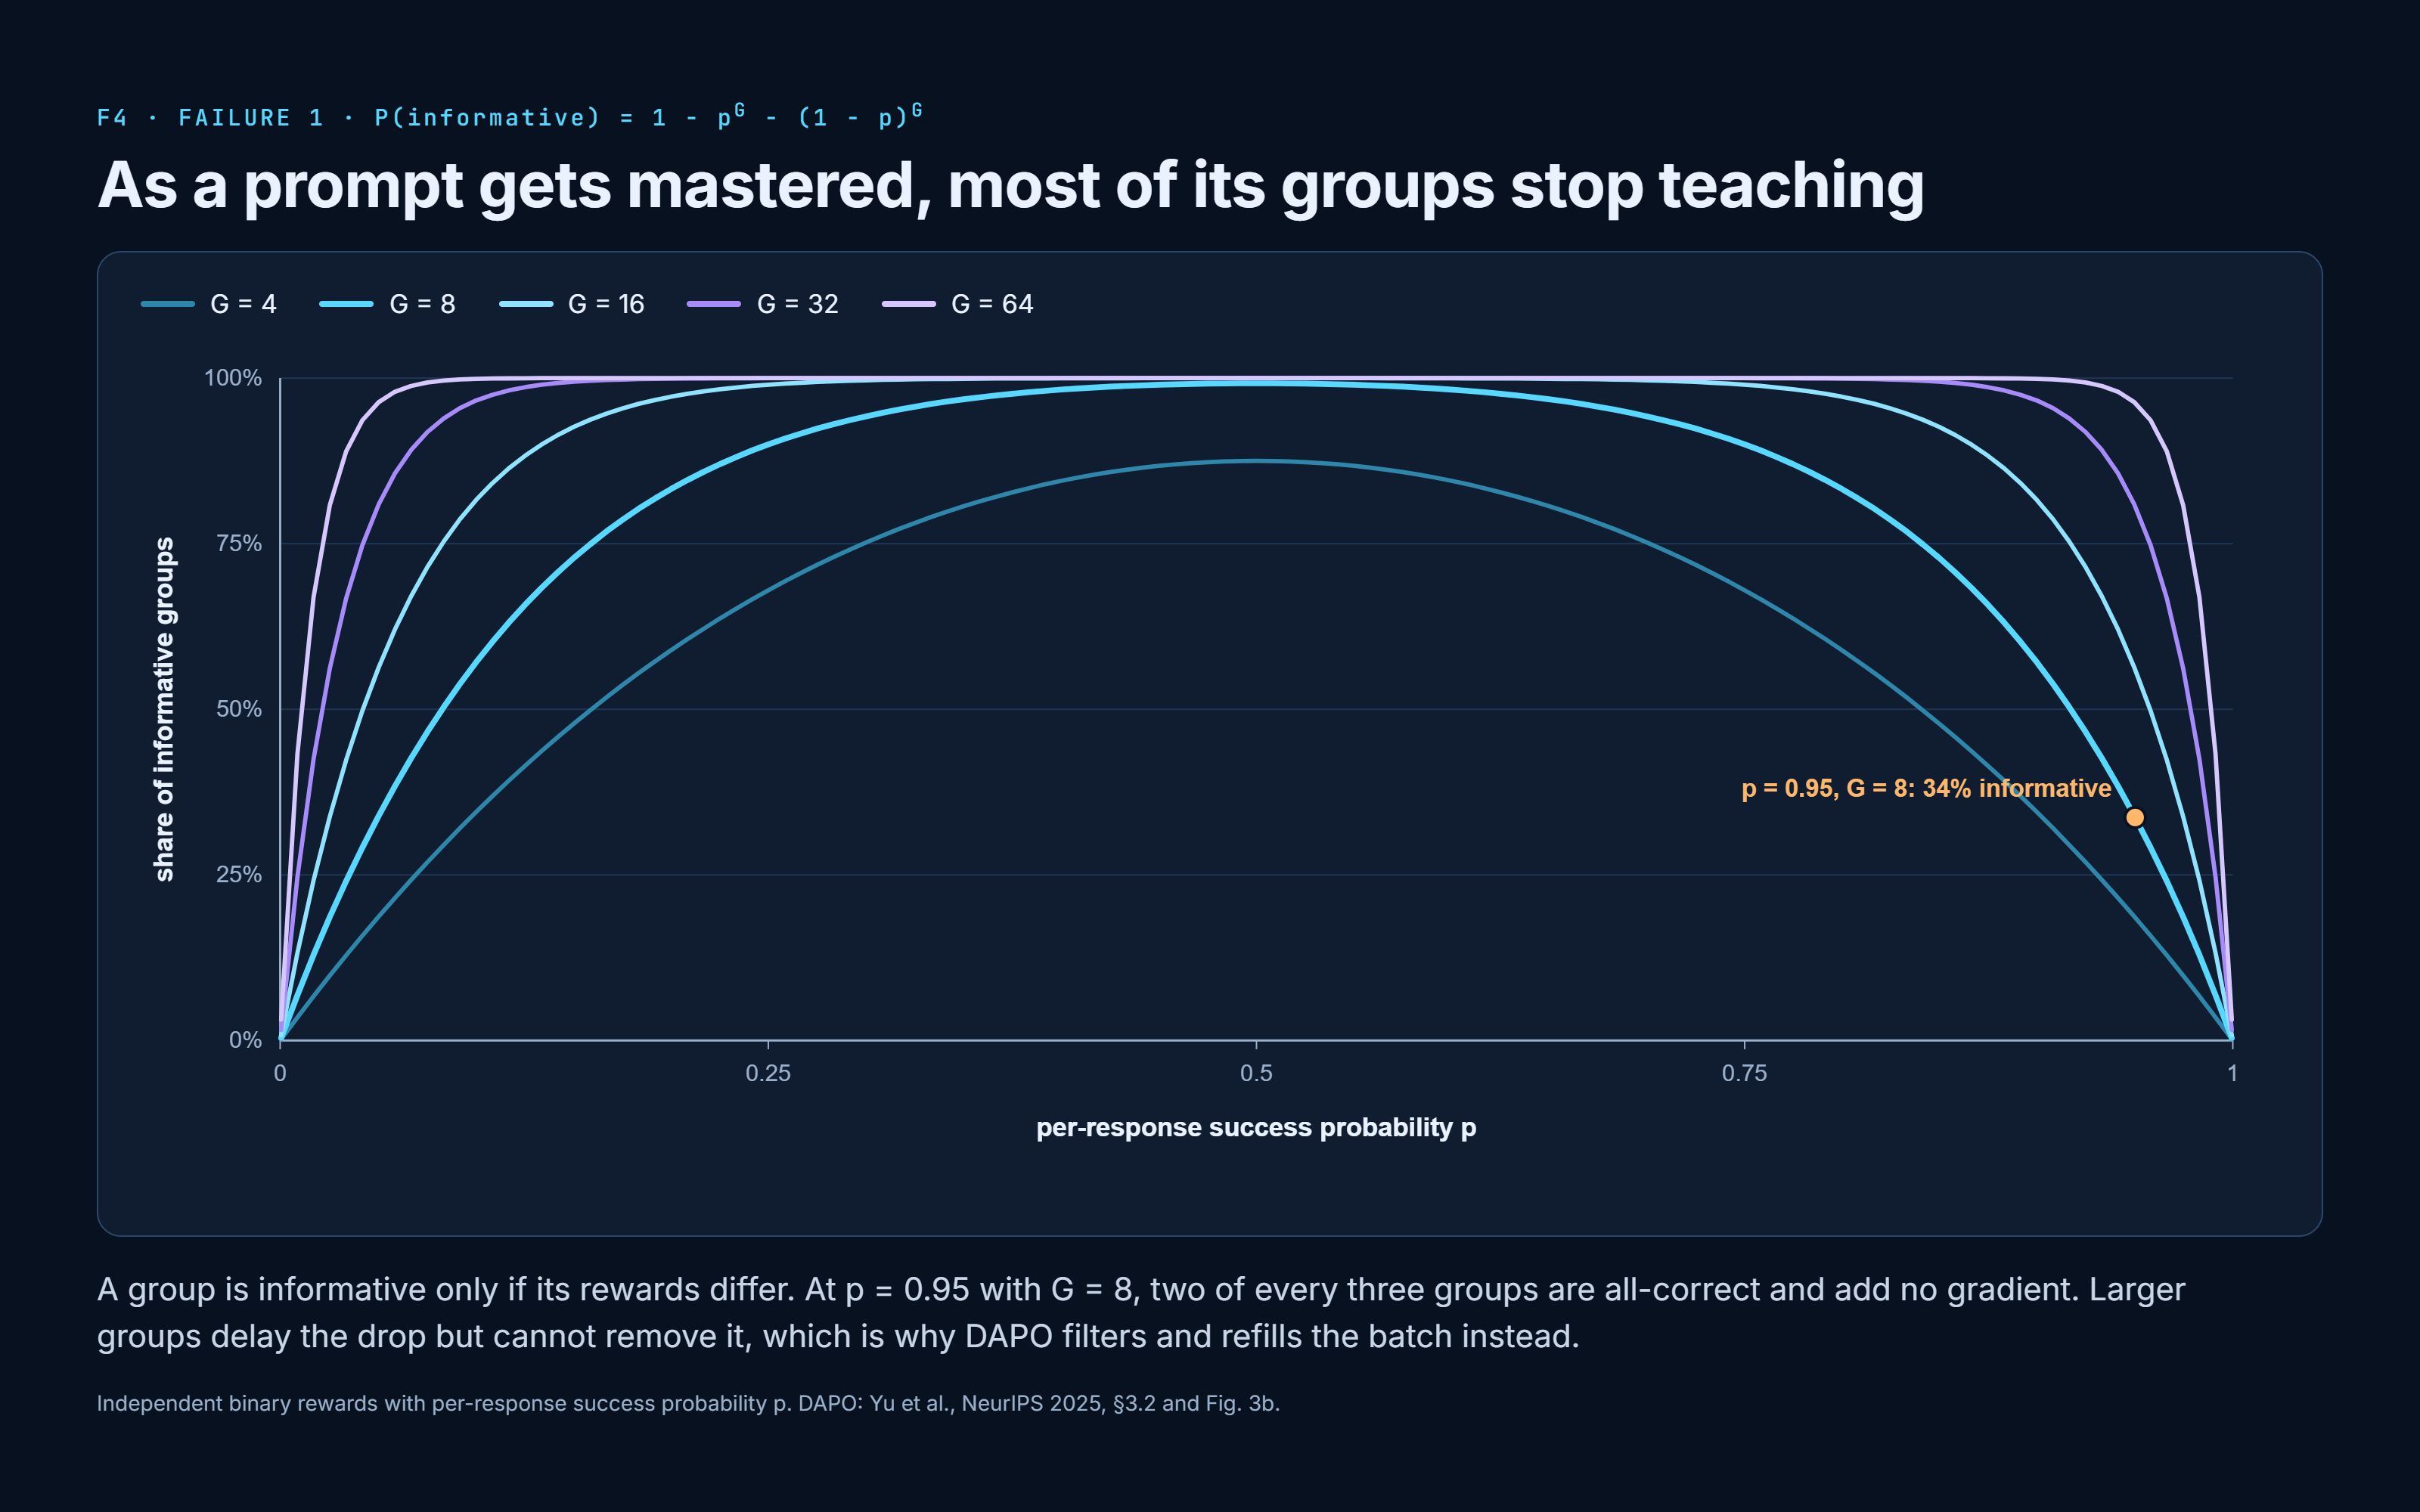 F4 · FAILURE 1 · P(informative) = 1 - p^G - (1 - p)^G
As a prompt gets mastered, most of its groups stop teaching
G = 4
G = 8
G = 16
G = 32
G = 64
100%
75%
50%
25%
0%
share of informative groups
p = 0.95, G = 8: 34% informative
0
0.25
0.5
0.75
1
per-response success probability p
A group is informative only if its rewards differ. At p = 0.95 with G = 8, two of every three groups are all-correct and add no gradient. Larger
groups delay the drop but cannot remove it, which is why DAPO filters and refills the batch instead.
Independent binary rewards with per-response success probability p. DAPO: Yu et al., NeurIPS 2025, §3.2 and Fig. 3b.